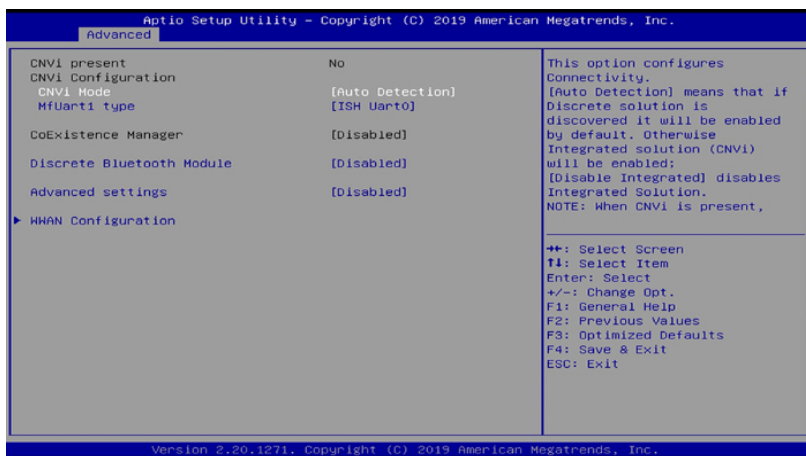 Aptio Setup Utility – Copyright (C) 2019 American Megatrends, Inc.
Advanced
CNVi present No
CNVi Configuration
CNVi Mode [Auto Detection]
MfUart1 type [ISH Uart0]
CoExistence Manager [Disabled]
Discrete Bluetooth Module [Disabled]
Advanced settings [Disabled]
WWAN Configuration
This option configures
Connectivity.
[Auto Detection] means that if
Discrete solution is
discovered it will be enabled
by default. Otherwise
Integrated solution (CNVi)
will be enabled;
[Disable Integrated] disables
Integrated Solution.
NOTE: When CNVi is present,
→←: Select Screen
↑↓: Select Item
Enter: Select
+/-: Change Opt.
F1: General Help
F2: Previous Values
F3: Optimized Defaults
F4: Save & Exit
ESC: Exit
Version 2.20.1271. Copyright (C) 2019 American Megatrends, Inc.